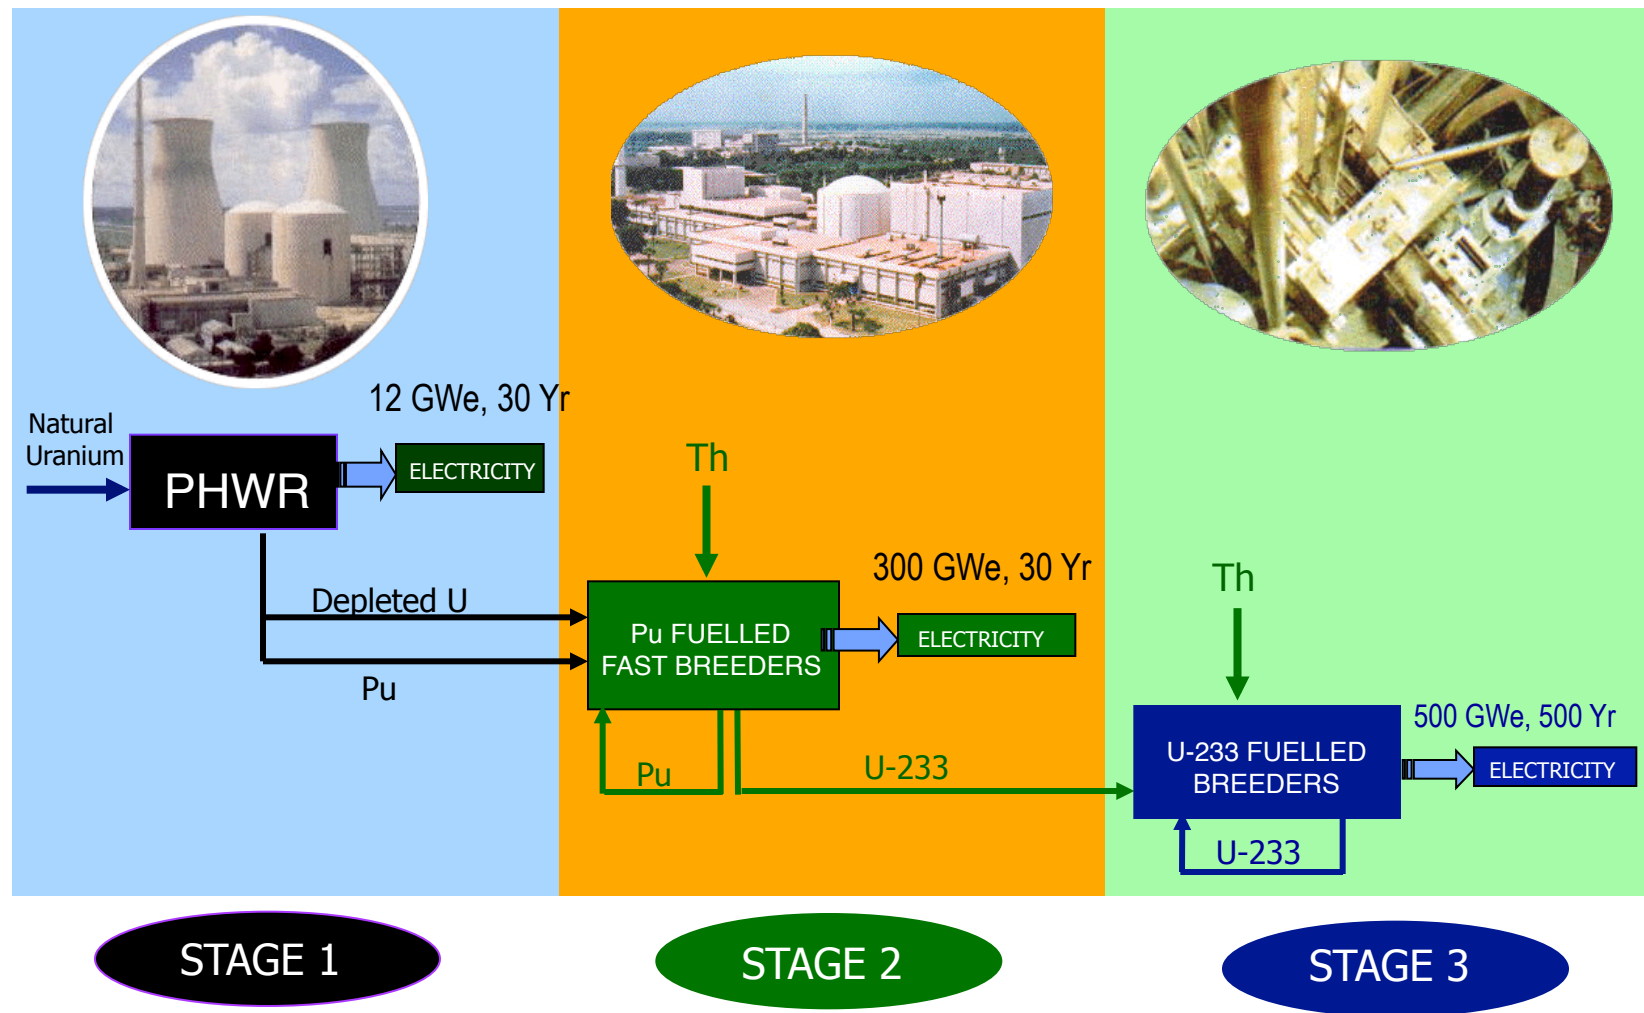 12 GWe, 30 Yr
Natural
Uranium
PHWR
ELECTRICITY
Depleted U
Pu
Th
300 GWe, 30 Yr
Pu FUELLED
FAST BREEDERS
ELECTRICITY
Pu
U-233
Th
500 GWe, 500 Yr
U-233 FUELLED
BREEDERS
ELECTRICITY
U-233
STAGE 1
STAGE 2
STAGE 3